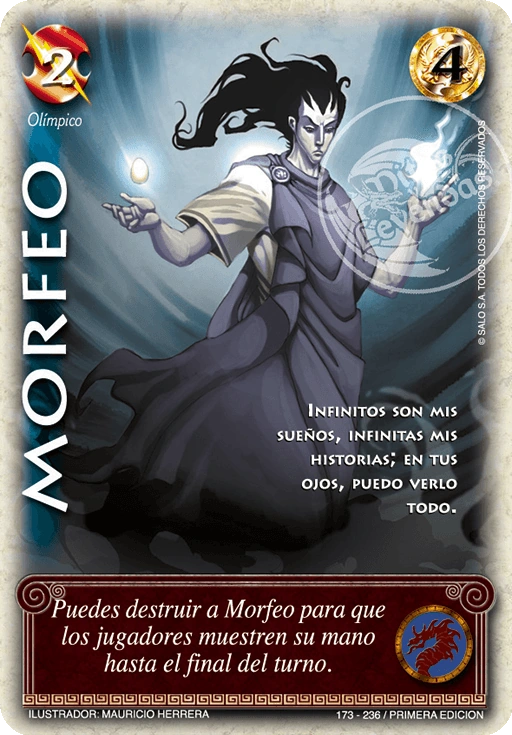 2
4
Olímpico
MORFEO
Mitos y
Leyendas
© SALO S.A. TODOS LOS DERECHOS RESERVADOS
INFINITOS SON MIS
SUEÑOS, INFINITAS MIS
HISTORIAS; EN TUS
OJOS, PUEDO VERLO
TODO.
Puedes destruir a Morfeo para que
los jugadores muestren su mano
hasta el final del turno.
ILUSTRADOR: MAURICIO HERRERA
173 - 236 / PRIMERA EDICION